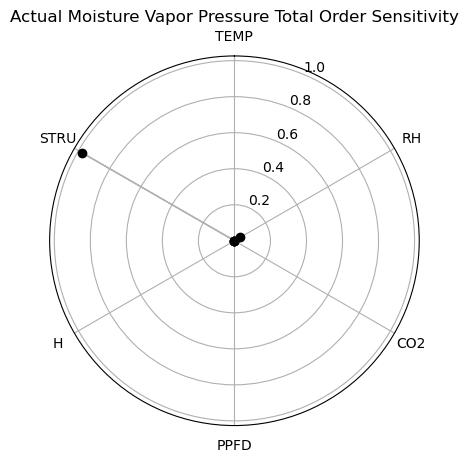 Actual Moisture Vapor Pressure Total Order Sensitivity
TEMP
1.0
0.8
STRU
0.6
RH
0.4
0.2
H
CO2
PPFD